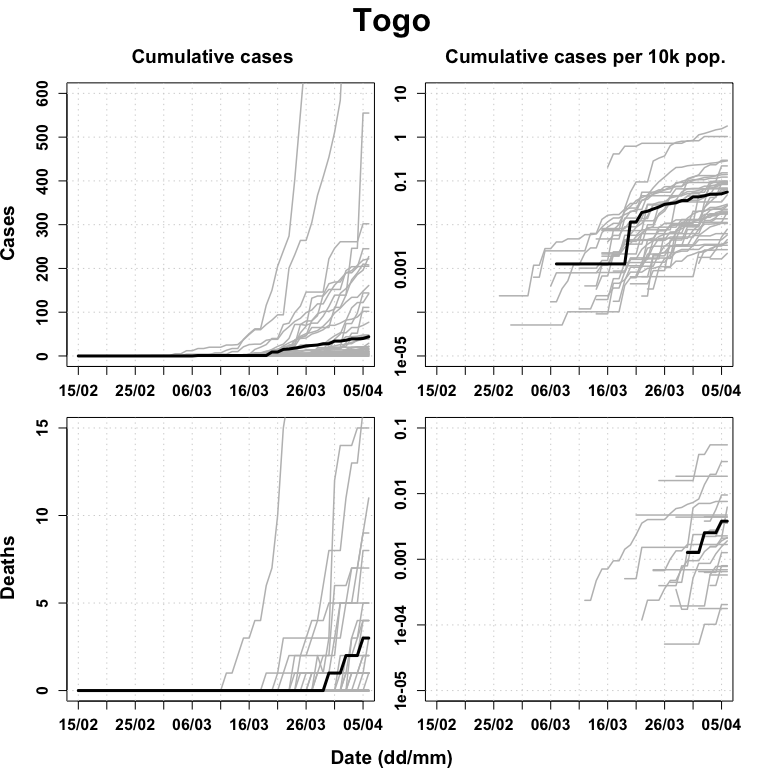 Togo
Cumulative cases
Cumulative cases per 10k pop.
Cases
600
500
400
300
200
100
0
15/02 25/02 06/03 16/03 26/03 05/04
10
1
0.1
0.001
1e-05
15/02 25/02 06/03 16/03 26/03 05/04
Deaths
15
10
5
0
15/02 25/02 06/03 16/03 26/03 05/04
0.1
0.01
0.001
1e-04
1e-05
15/02 25/02 06/03 16/03 26/03 05/04
Date (dd/mm)